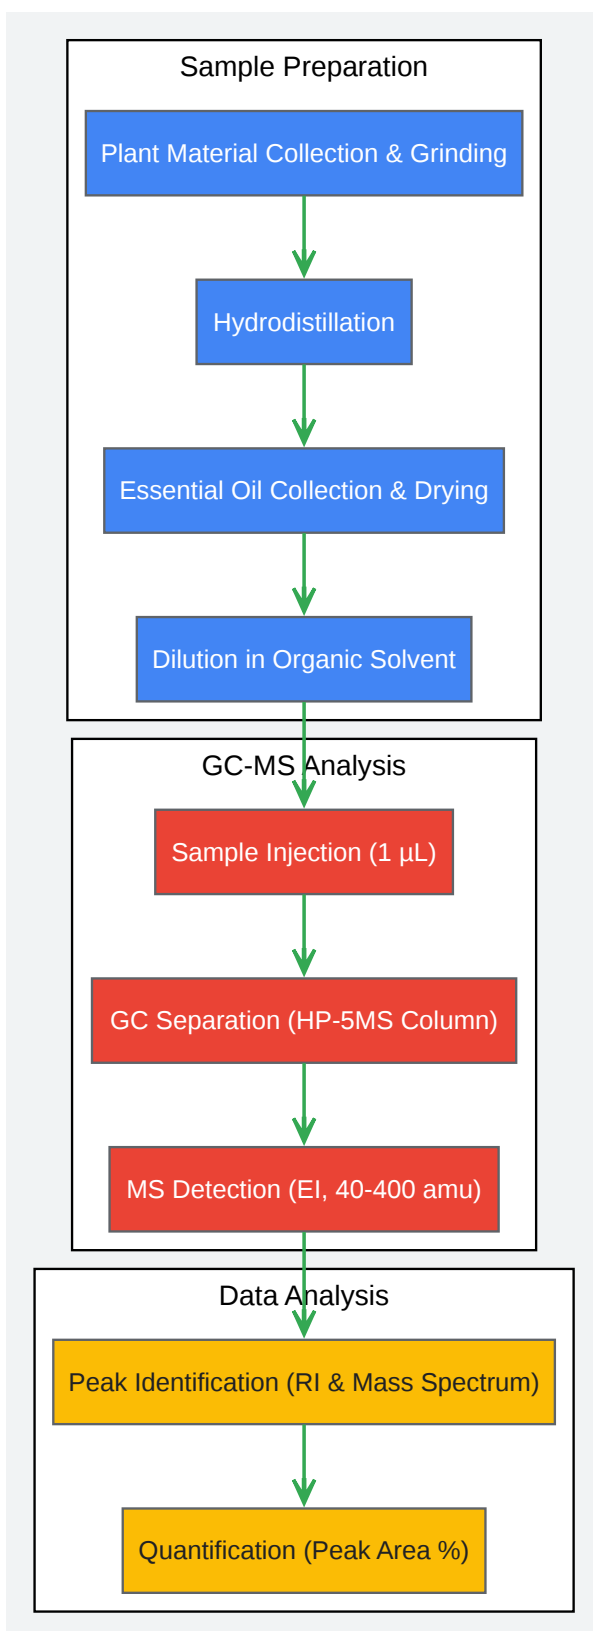 Sample Preparation
Plant Material Collection & Grinding
Hydrodistillation
Essential Oil Collection & Drying
Dilution in Organic Solvent
GC-MS Analysis
Sample Injection (1 µL)
GC Separation (HP-5MS Column)
MS Detection (EI, 40-400 amu)
Data Analysis
Peak Identification (RI & Mass Spectrum)
Quantification (Peak Area %)